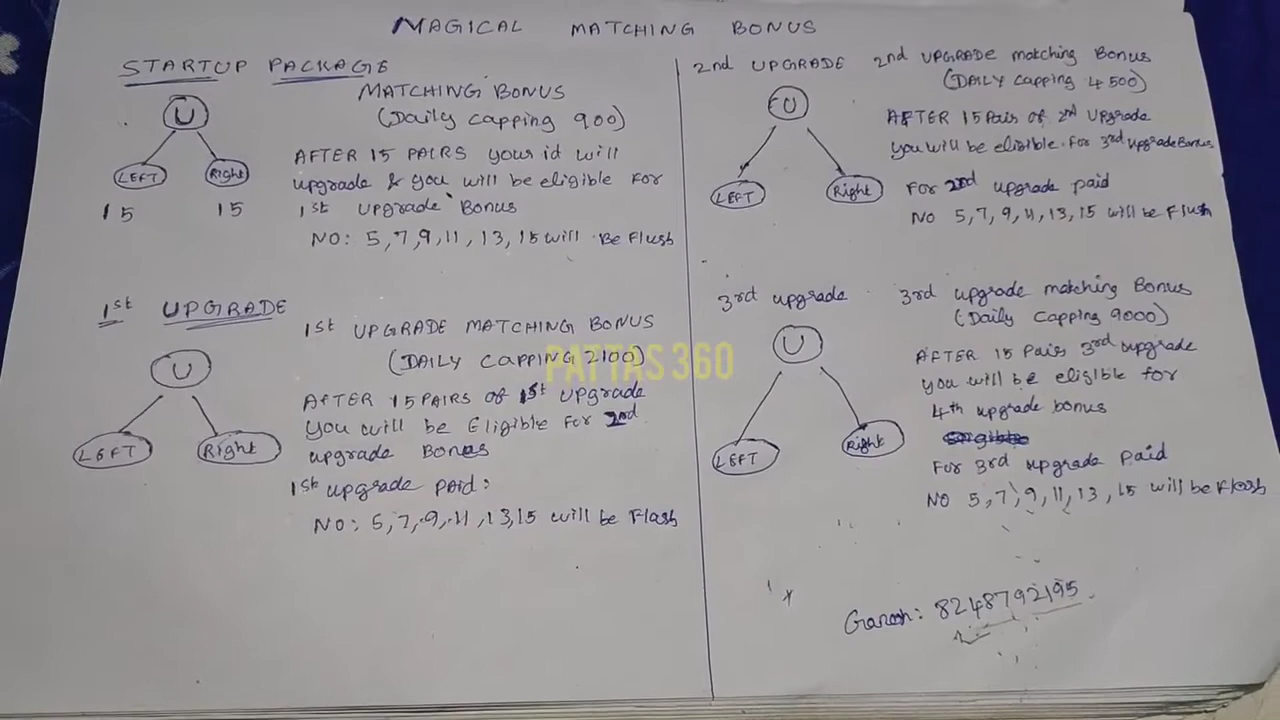 MAGICAL MATCHING BONUS
STARTUP PACKAGE
MATCHING BONUS
(Daily capping 900)
U
LEFT Right
15 15
AFTER 15 PAIRS your id will
upgrade & you will be eligible For
1st upgrade Bonus
NO: 5,7,9,11, 13, 15 will Be Flush
1st UPGRADE
1st UPGRADE MATCHING BONUS
(DAILY CAPPING 2100)
U
LEFT Right
AFTER 15 PAIRS of 1st upgrade
you will be Eligible For 2nd
upgrade Bonus
1st upgrade PAID:
NO: 5,7,9,11,13,15 will be Flash
2nd UPGRADE 2nd UPGRADE matching Bonus
(DAILY Capping 4500)
U
LEFT Right
AFTER 15 Pair of 2nd Upgrade
you will be elisible For 3rd upgrade Bonus
For 2nd upgrade paid
NO 5,7,9,11,13,15 will be Flush
3rd upgrade 3rd upgrade matching Bonus
(Daily Capping 9000)
U
LEFT Right
AFTER 15 Pairs 3rd upgrade
you will be eligible for
4th upgrade bonus
For 3rd upgrade Paid
NO 5,7,9,11,13,15 will be Flash
Ganesh: 8248792195
PATTAS 360